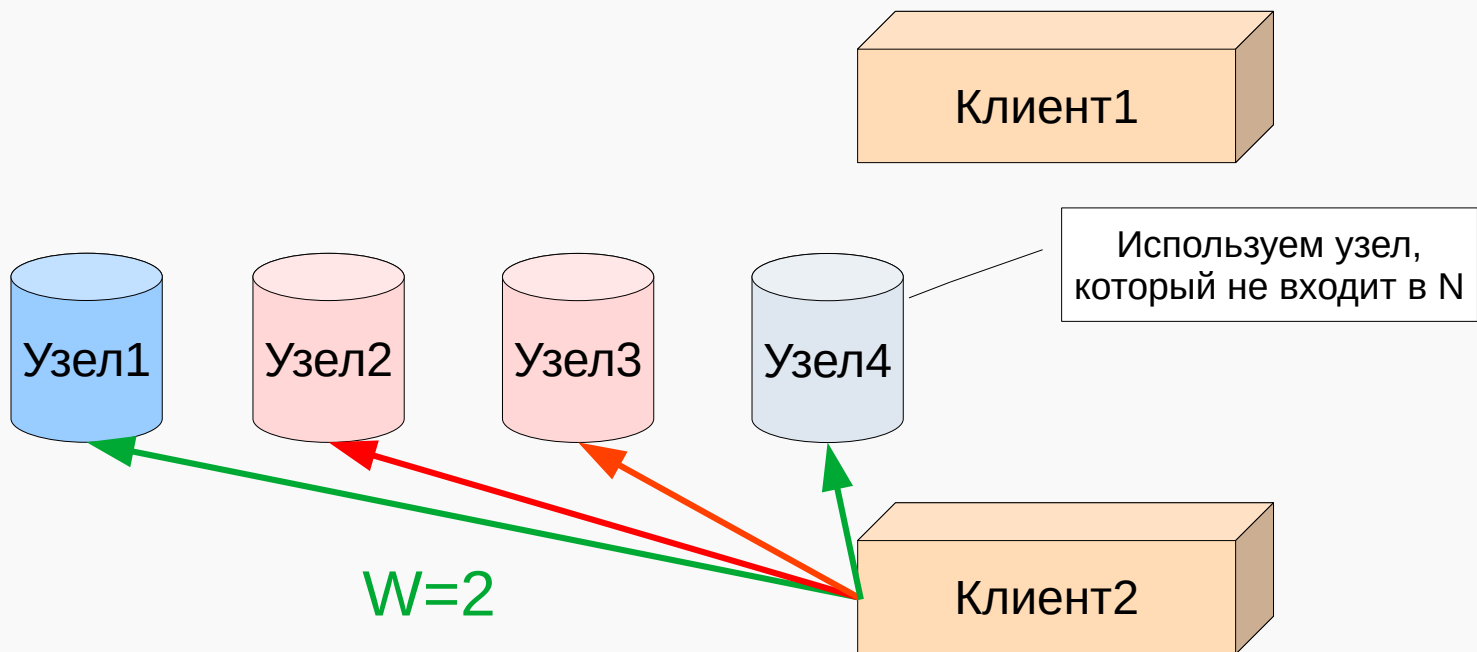 Клиент1
Используем узел,
который не входит в N
Узел1
Узел2
Узел3
Узел4
W=2
Клиент2